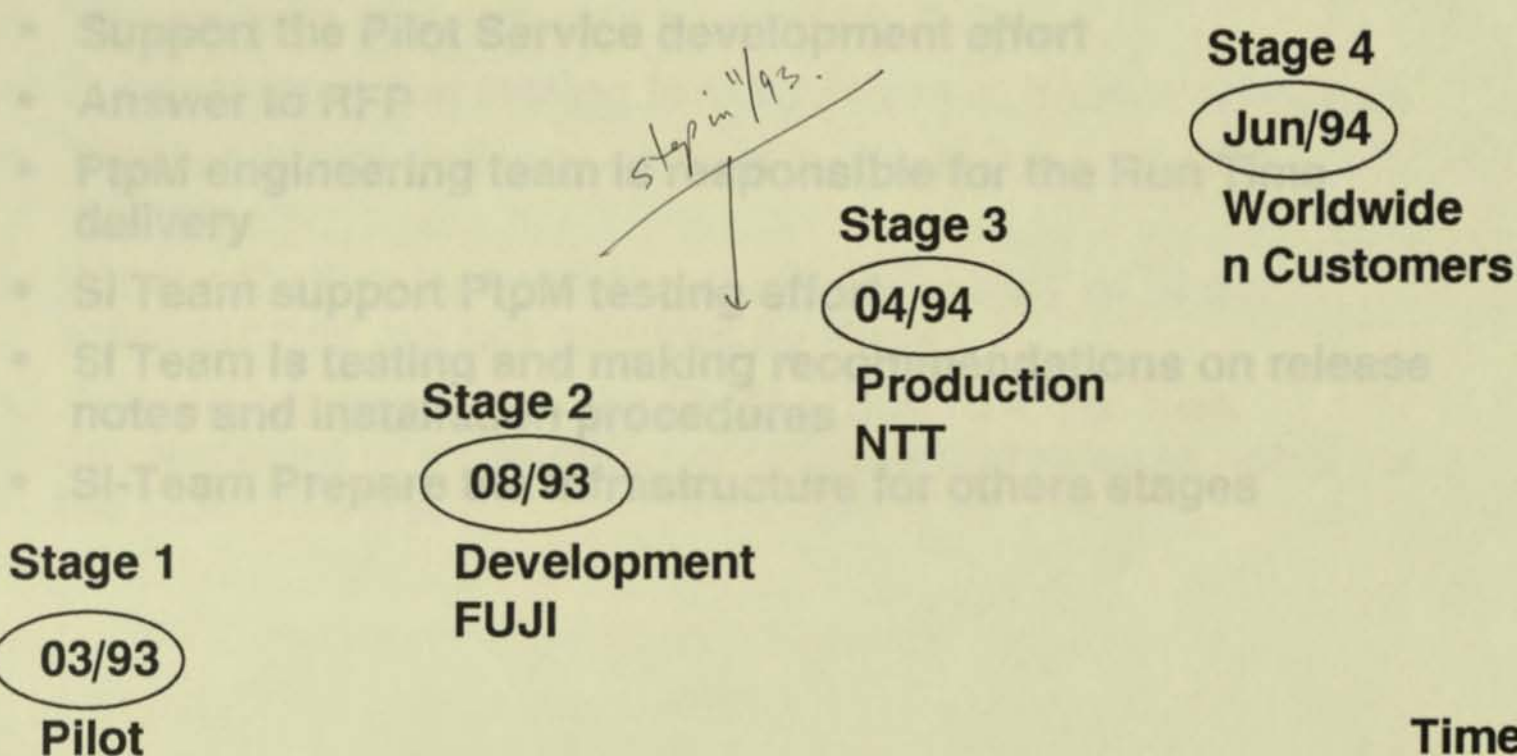 • Support the Pilot Service development effort
• Answer to RFP
• PtpM engineering team is responsible for the Run Time
delivery
• SI Team support PtpM testing
• SI Team is testing and making recommendations on release
notes and installation procedures
• SI-Team Prepare infrastructure for others stages
Stage 4
Jun/94
Worldwide
n Customers
step in 11/93.
Stage 3
04/94
Production
NTT
Stage 2
08/93
Development
FUJI
Stage 1
03/93
Pilot
Time